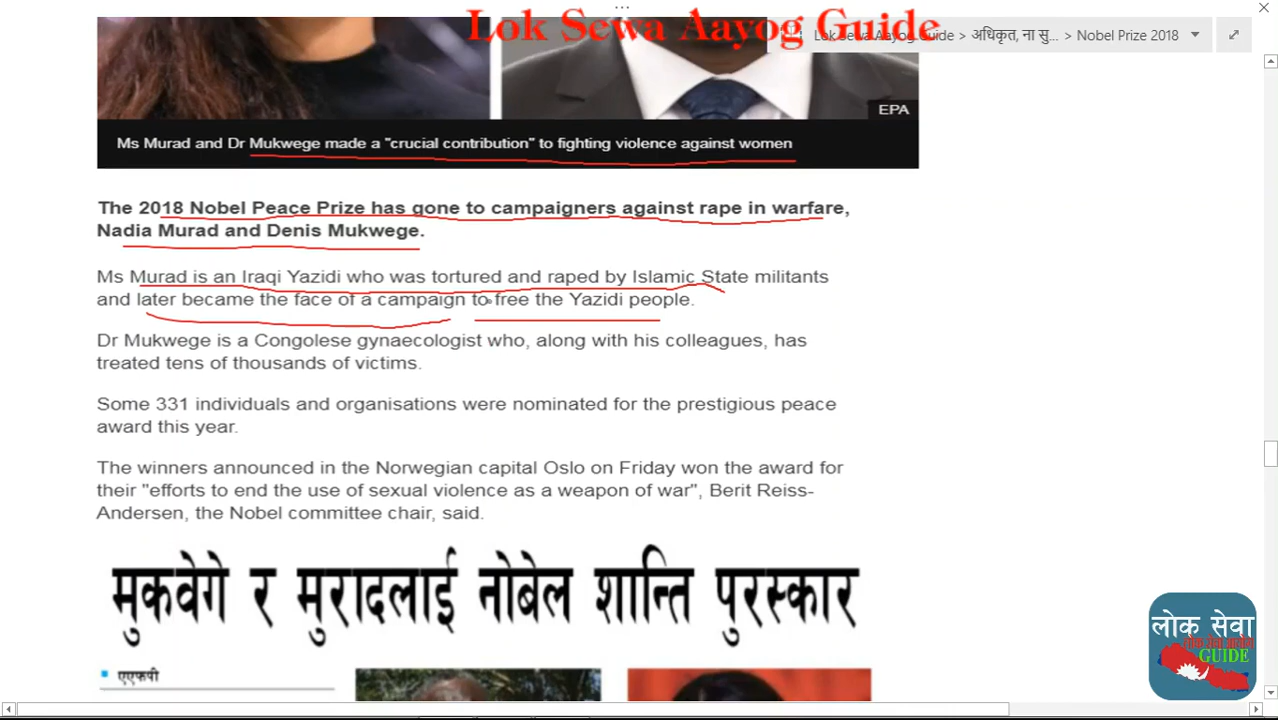 Lok Sewa Aayog Guide
Lok Sewa Aayog Guide > अधिकृत, ना सु... > Nobel Prize 2018
EPA
Ms Murad and Dr Mukwege made a "crucial contribution" to fighting violence against women
The 2018 Nobel Peace Prize has gone to campaigners against rape in warfare,
Nadia Murad and Denis Mukwege.
Ms Murad is an Iraqi Yazidi who was tortured and raped by Islamic State militants
and later became the face of a campaign to free the Yazidi people.
Dr Mukwege is a Congolese gynaecologist who, along with his colleagues, has
treated tens of thousands of victims.
Some 331 individuals and organisations were nominated for the prestigious peace
award this year.
The winners announced in the Norwegian capital Oslo on Friday won the award for
their "efforts to end the use of sexual violence as a weapon of war", Berit Reiss-
Andersen, the Nobel committee chair, said.
मुकवेगे र मुरादलाई नोबेल शान्ति पुरस्कार
एएफपी
लोक सेवा
लोक सेवा आयोग
GUIDE